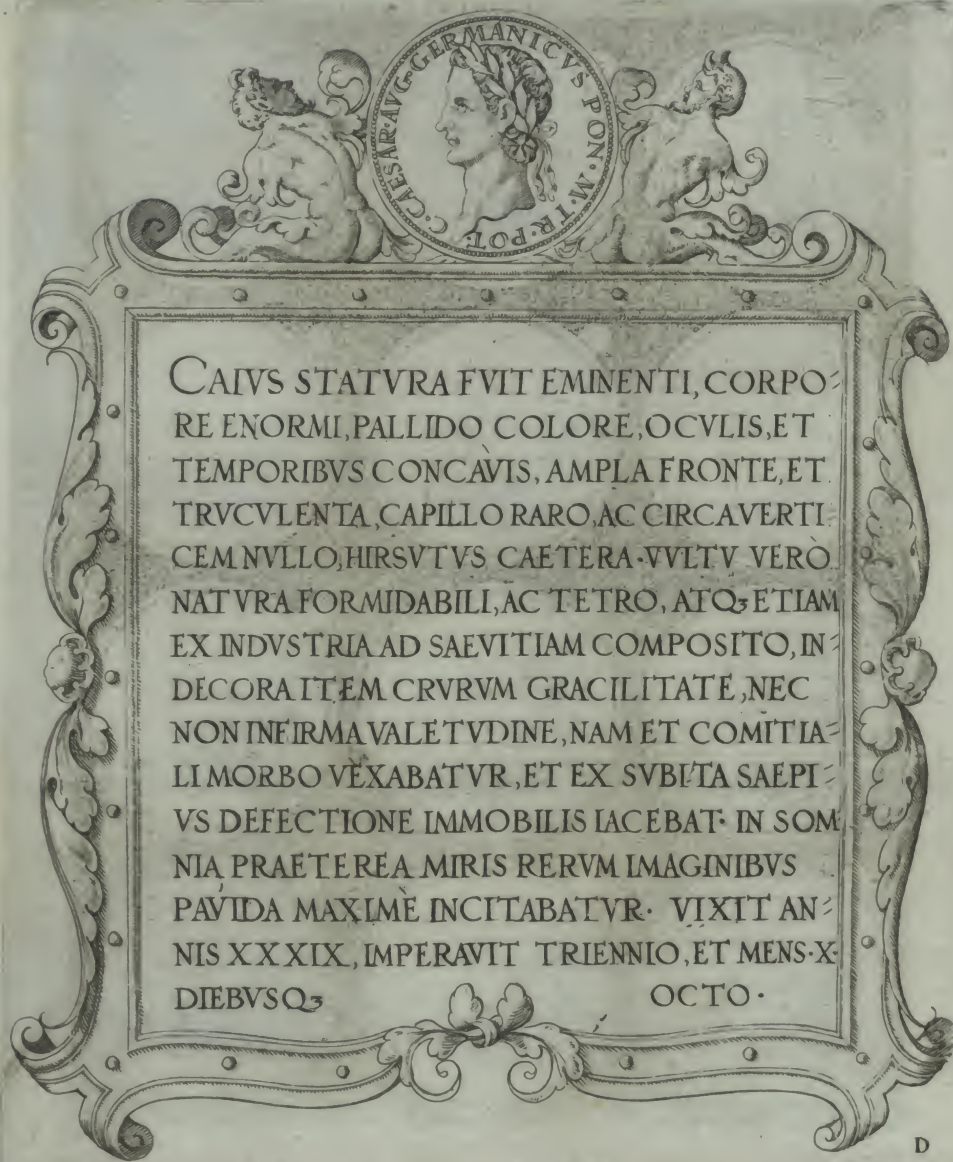 C·CAESAR·AVG·GERMANICVS PON·M·TR·POT·
CAIVS STATVRA FVIT EMINENTI, CORPO⸗
RE ENORMI, PALLIDO COLORE, OCVLIS, ET
TEMPORIBVS CONCAVIS, AMPLA FRONTE, ET
TRVCVLENTA, CAPILLO RARO, AC CIRCA VERTI⸗
CEM NVLLO, HIRSVTVS CAETERA·VVLTV VERÒ
NATVRA FORMIDABILI, AC TETRO, ATQꝫ ETIAM
EX INDVSTRIA AD SAEVITIAM COMPOSITO, IN⸗
DECORA ITEM CRVRVM GRACILITATE, NEC
NON INFIRMA VALETVDINE, NAM ET COMITIA⸗
LI MORBO VEXABATVR, ET EX SVBITA SAEPI⸗
VS DEFECTIONE IMMOBILIS IACEBAT· IN SOM
NIA PRAETEREA MIRIS RERVM IMAGINIBVS
PAVIDA MAXIMÈ INCITABATVR· VIXIT AN⸗
NIS XXXIX, IMPERAVIT TRIENNIO, ET MENS·X·
DIEBVSQꝫ OCTO·
D